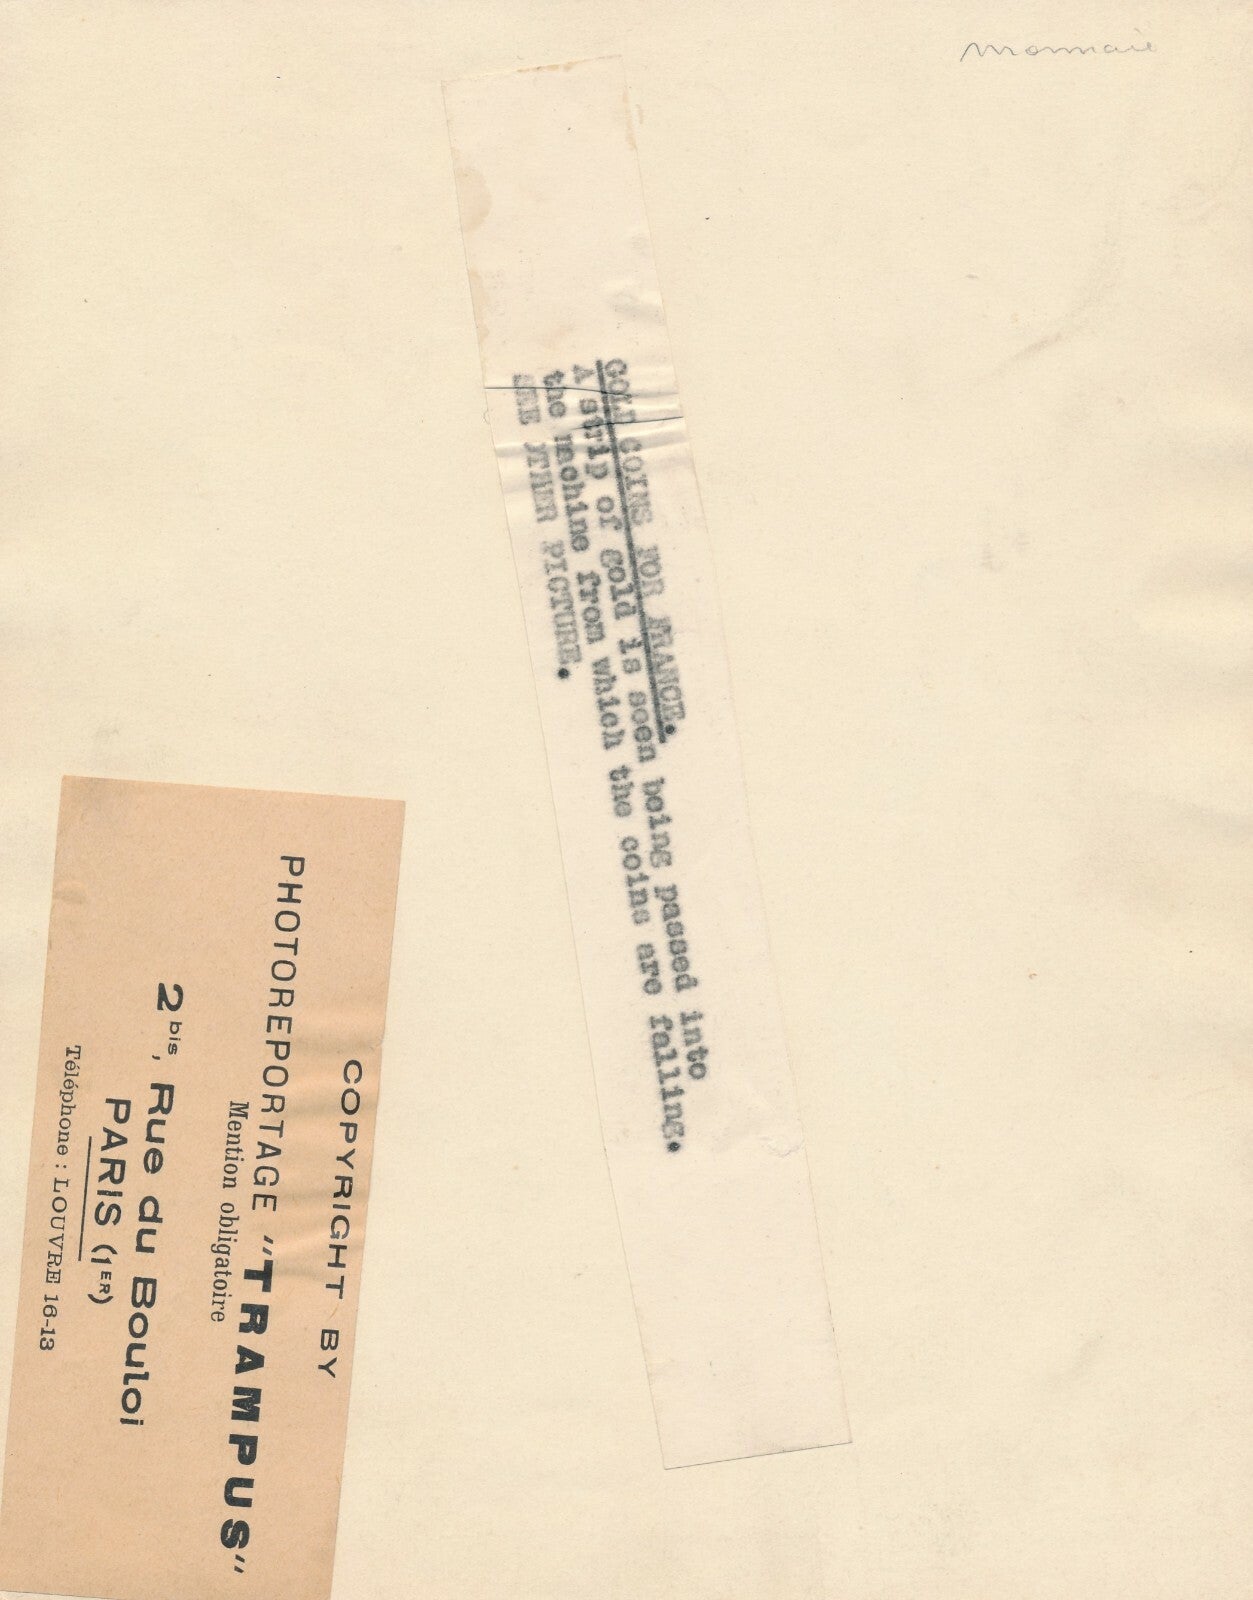 monnaie
GOLD COINS FOR FRANCE.
A strip of gold is seen being passed into
the machine from which the coins are falling.
SEE OTHER PICTURE.
COPYRIGHT BY
PHOTOREPORTAGE "TRAMPUS"
Mention obligatoire
2 bis, Rue du Bouloi
PARIS (1ER)
Téléphone : LOUVRE 16-13